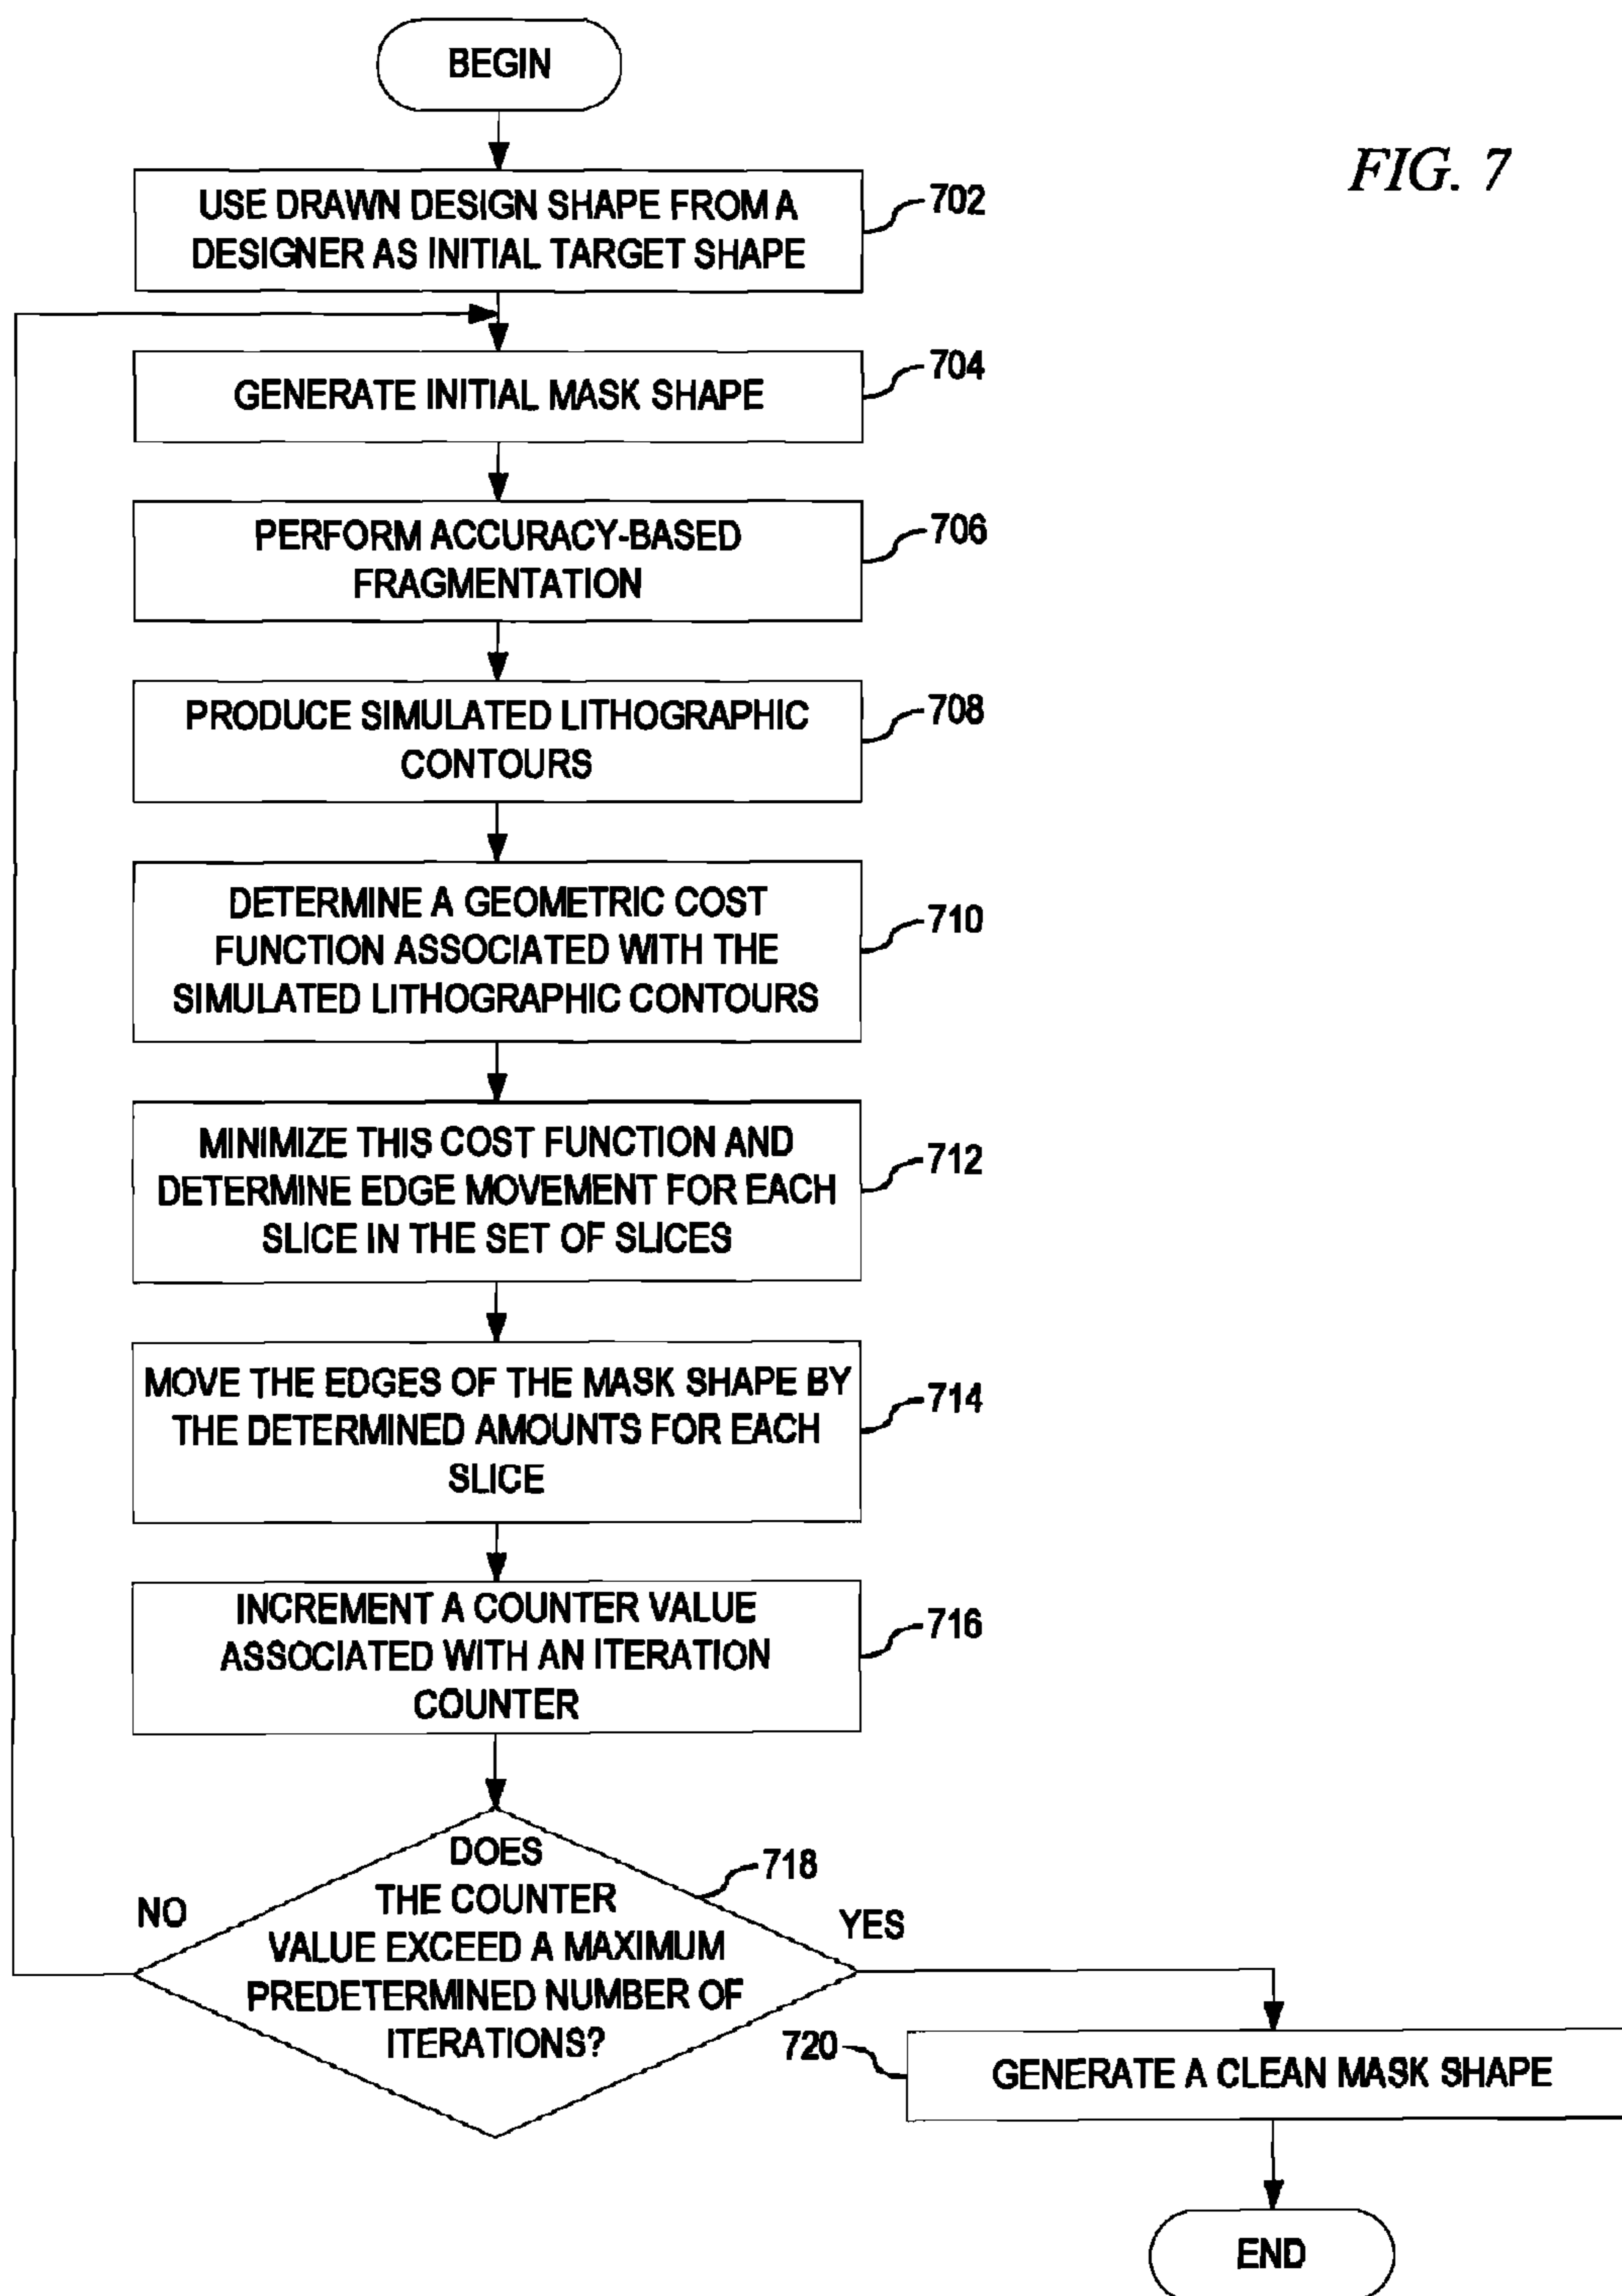 BEGIN
FIG. 7
USE DRAWN DESIGN SHAPE FROM A
DESIGNER AS INITIAL TARGET SHAPE
702
GENERATE INITIAL MASK SHAPE
704
PERFORM ACCURACY-BASED
FRAGMENTATION
706
PRODUCE SIMULATED LITHOGRAPHIC
CONTOURS
708
DETERMINE A GEOMETRIC COST
FUNCTION ASSOCIATED WITH THE
SIMULATED LITHOGRAPHIC CONTOURS
710
MINIMIZE THIS COST FUNCTION AND
DETERMINE EDGE MOVEMENT FOR EACH
SLICE IN THE SET OF SLICES
712
MOVE THE EDGES OF THE MASK SHAPE BY
THE DETERMINED AMOUNTS FOR EACH
SLICE
714
INCREMENT A COUNTER VALUE
ASSOCIATED WITH AN ITERATION
COUNTER
716
DOES
THE COUNTER
VALUE EXCEED A MAXIMUM
PREDETERMINED NUMBER OF
ITERATIONS?
718
NO
YES
720
GENERATE A CLEAN MASK SHAPE
END